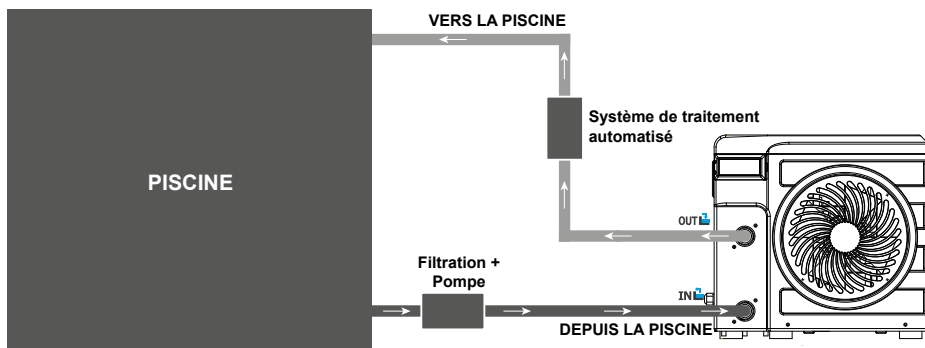 VERS LA PISCINE
Système de traitement
automatisé
PISCINE
OUT
Filtration +
Pompe
IN
DEPUIS LA PISCINE